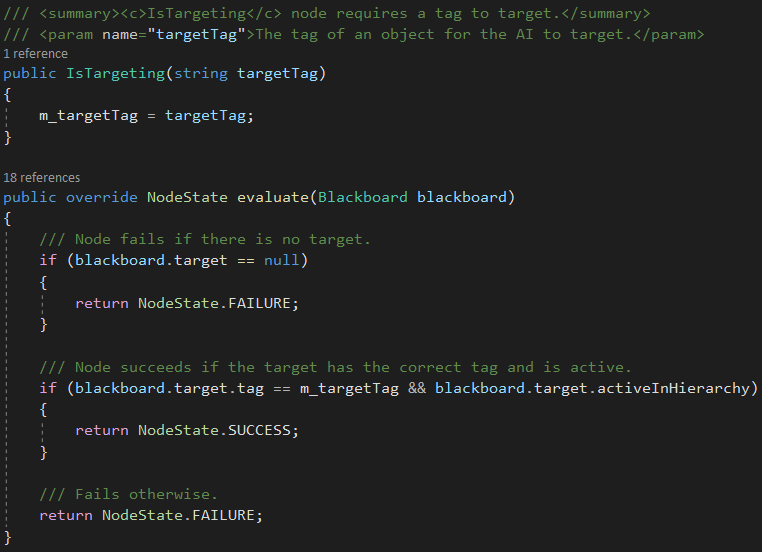 /// <summary><c>IsTargeting</c> node requires a tag to target.</summary>
/// <param name="targetTag">The tag of an object for the AI to target.</param>
1 reference
public IsTargeting(string targetTag)
{
    m_targetTag = targetTag;
}
18 references
public override NodeState evaluate(Blackboard blackboard)
{
    /// Node fails if there is no target.
    if (blackboard.target == null)
    {
        return NodeState.FAILURE;
    }
    /// Node succeeds if the target has the correct tag and is active.
    if (blackboard.target.tag == m_targetTag && blackboard.target.activeInHierarchy)
    {
        return NodeState.SUCCESS;
    }
    /// Fails otherwise.
    return NodeState.FAILURE;
}